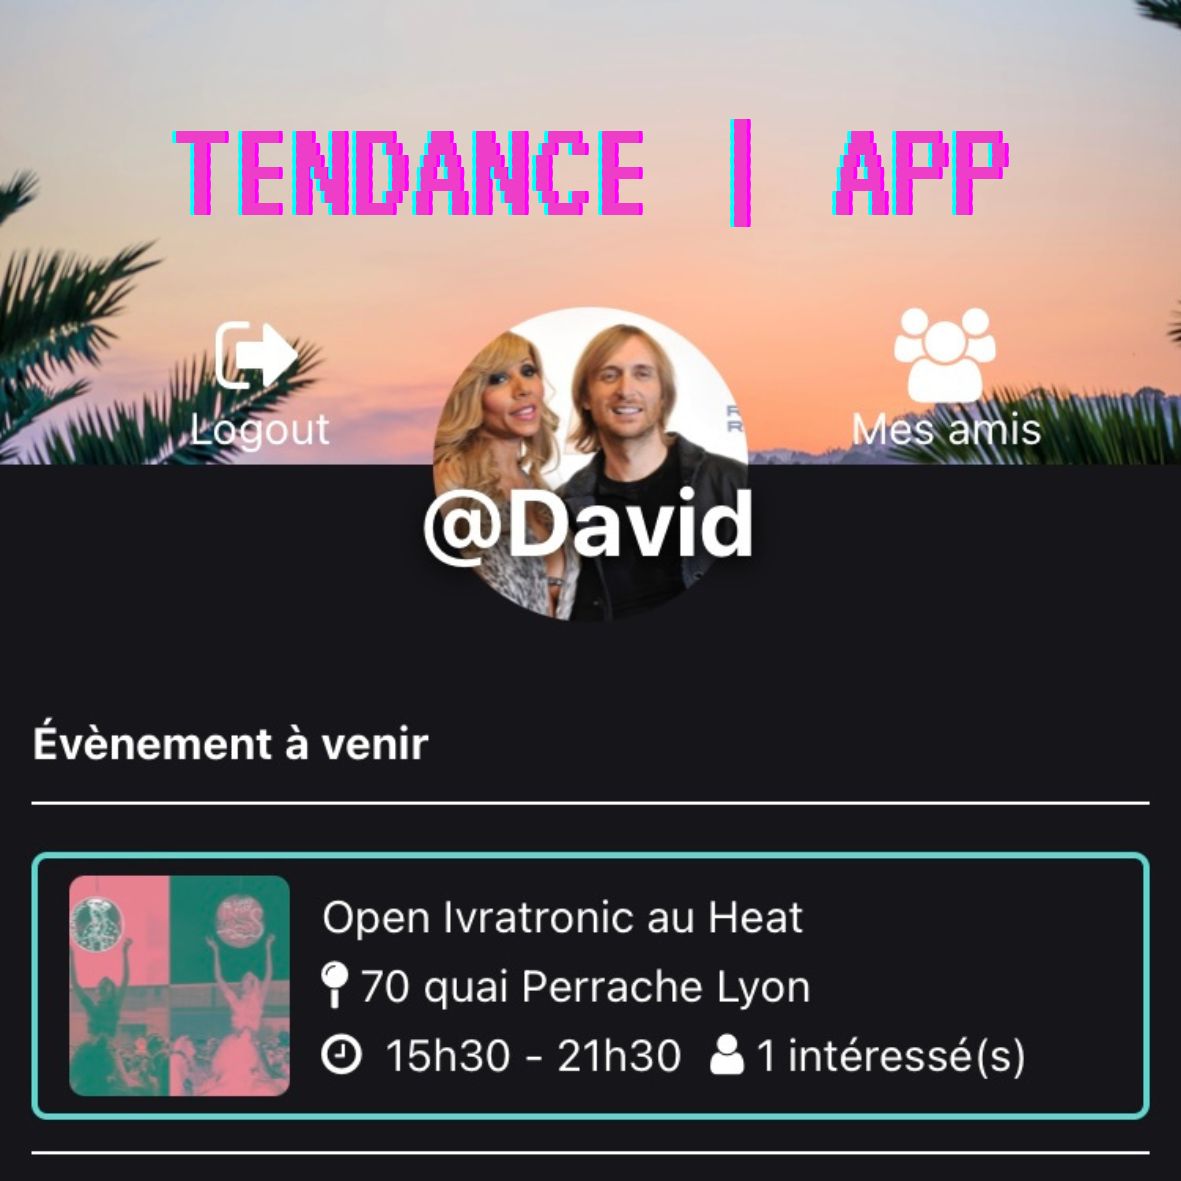 TENDANCE | APP
Logout
Mes amis
@David
Évènement à venir
Open Ivratronic au Heat
70 quai Perrache Lyon
15h30 - 21h30 1 intéressé(s)